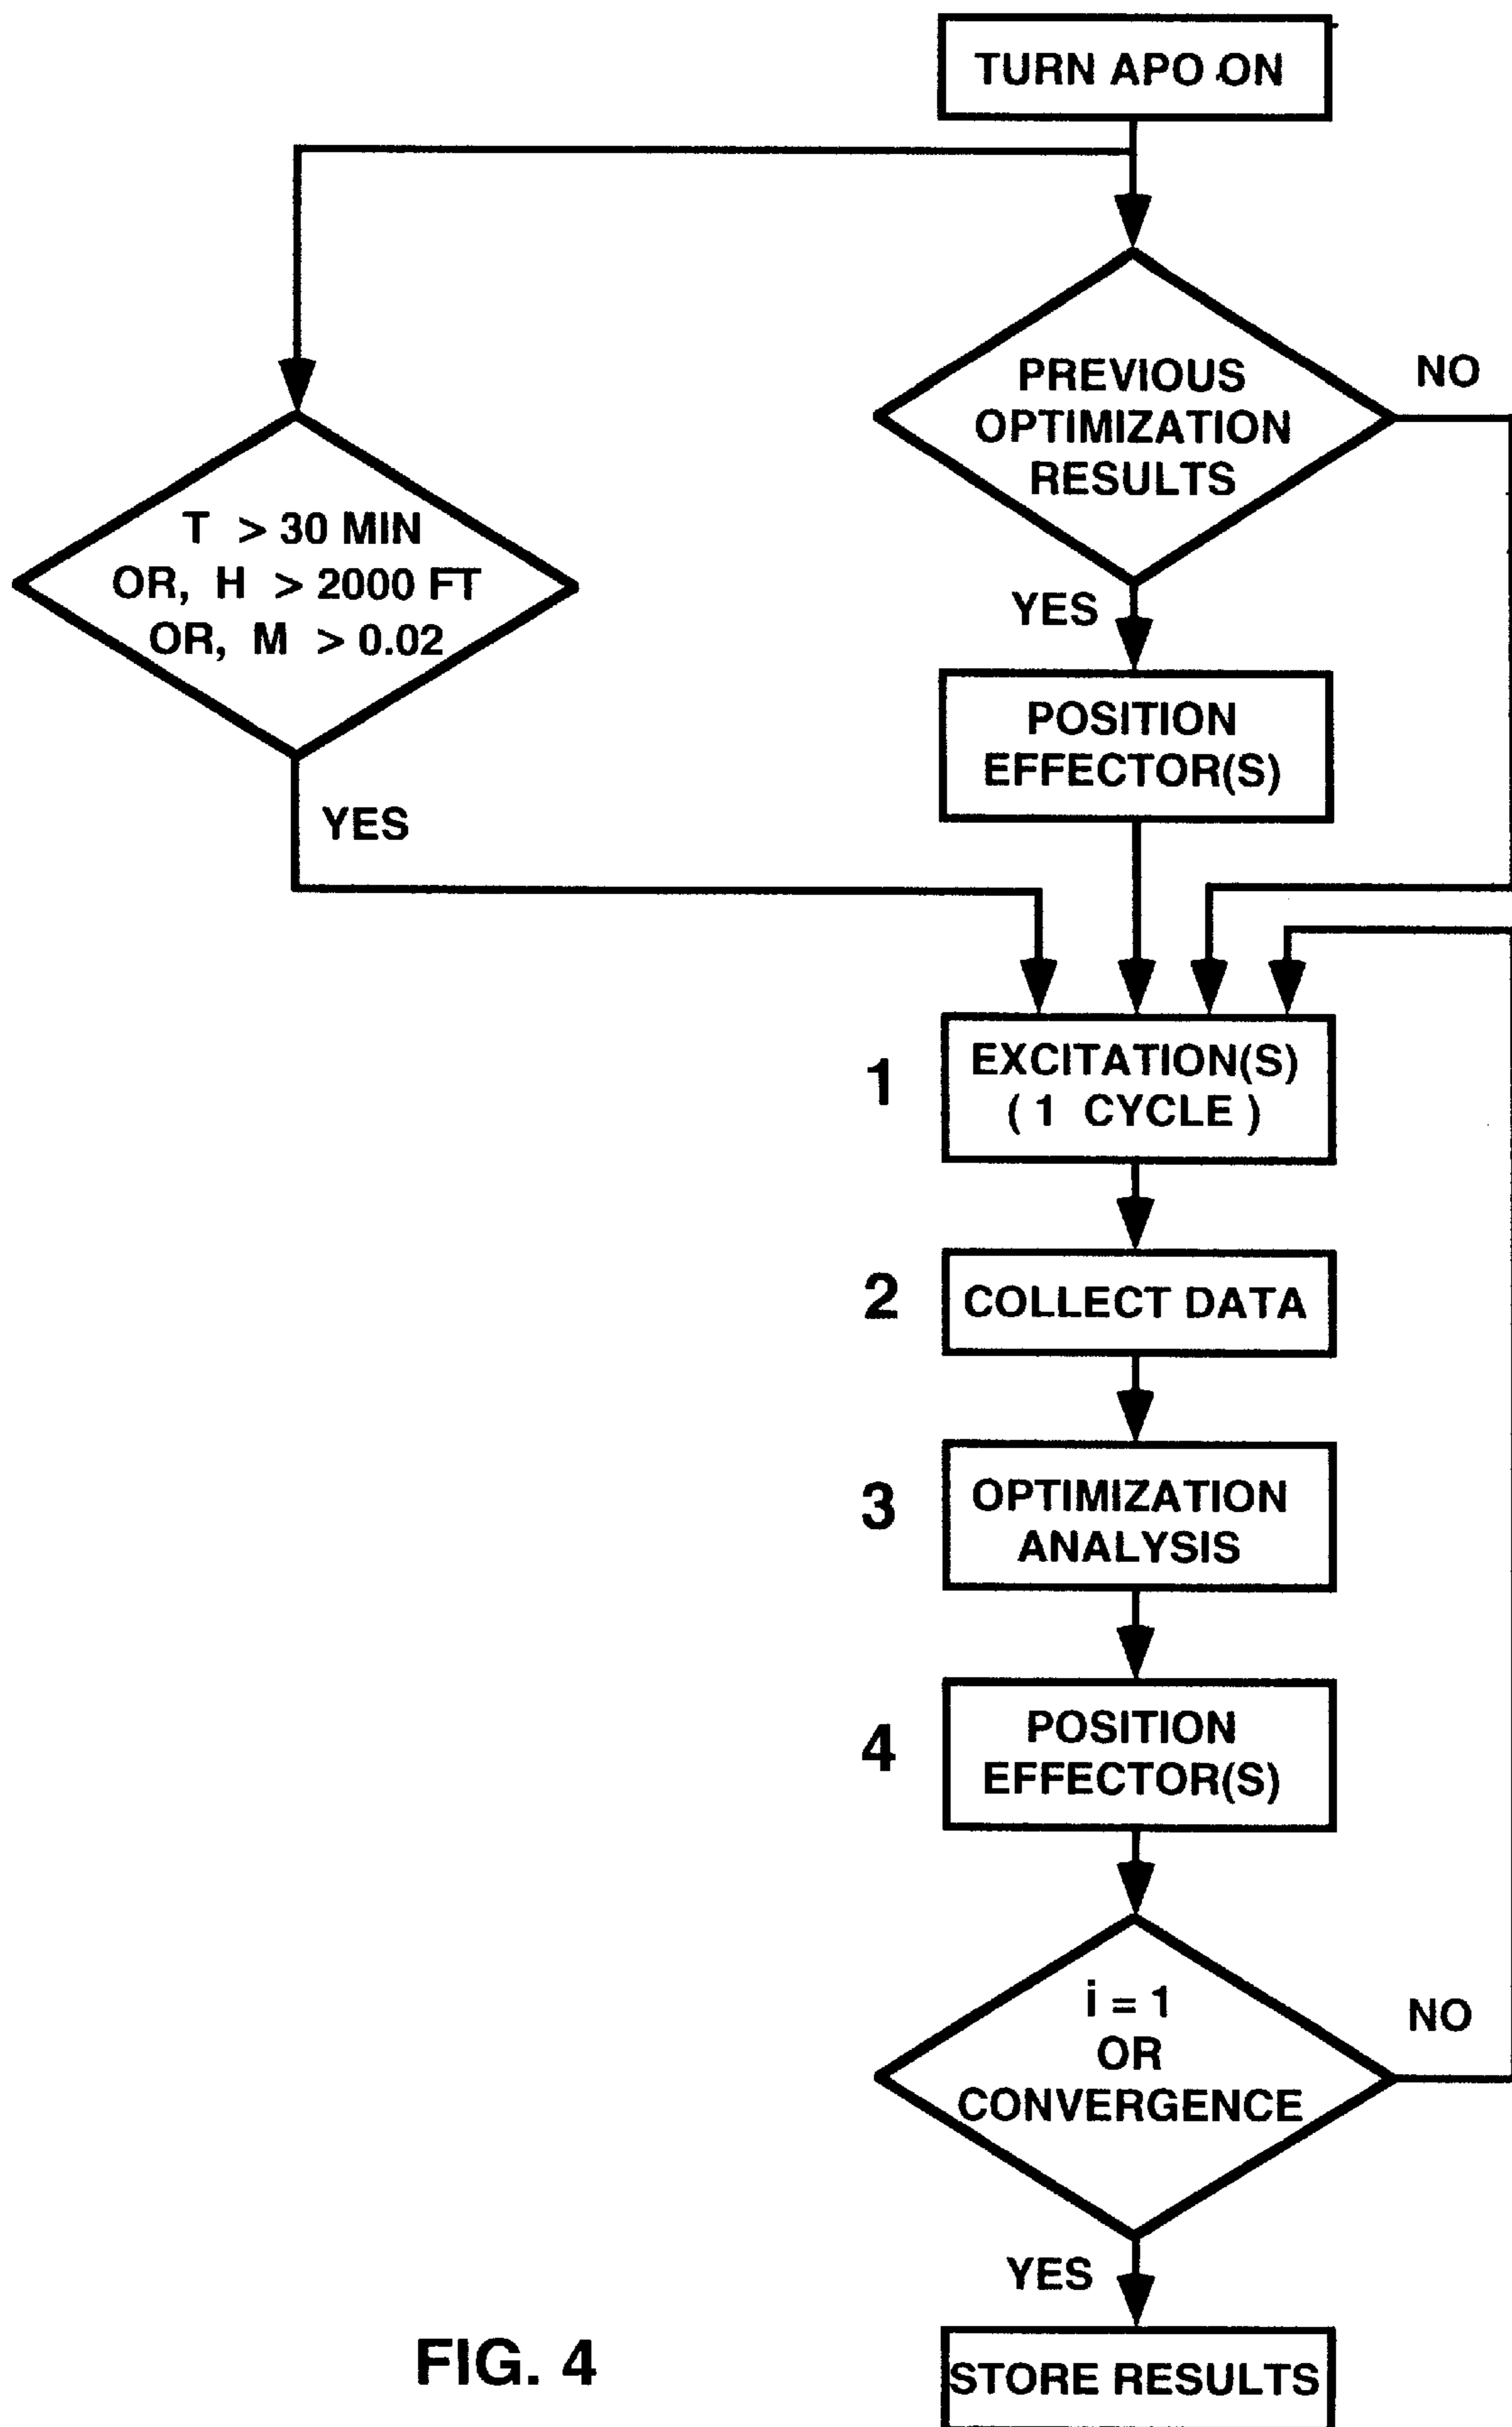 TURN APO ON
PREVIOUS
OPTIMIZATION
RESULTS
NO
T > 30 MIN
OR, H > 2000 FT
OR, M > 0.02
YES
POSITION
EFFECTOR(S)
YES
1
EXCITATION(S)
( 1 CYCLE )
2
COLLECT DATA
3
OPTIMIZATION
ANALYSIS
4
POSITION
EFFECTOR(S)
i = 1
OR
CONVERGENCE
NO
YES
STORE RESULTS
FIG. 4